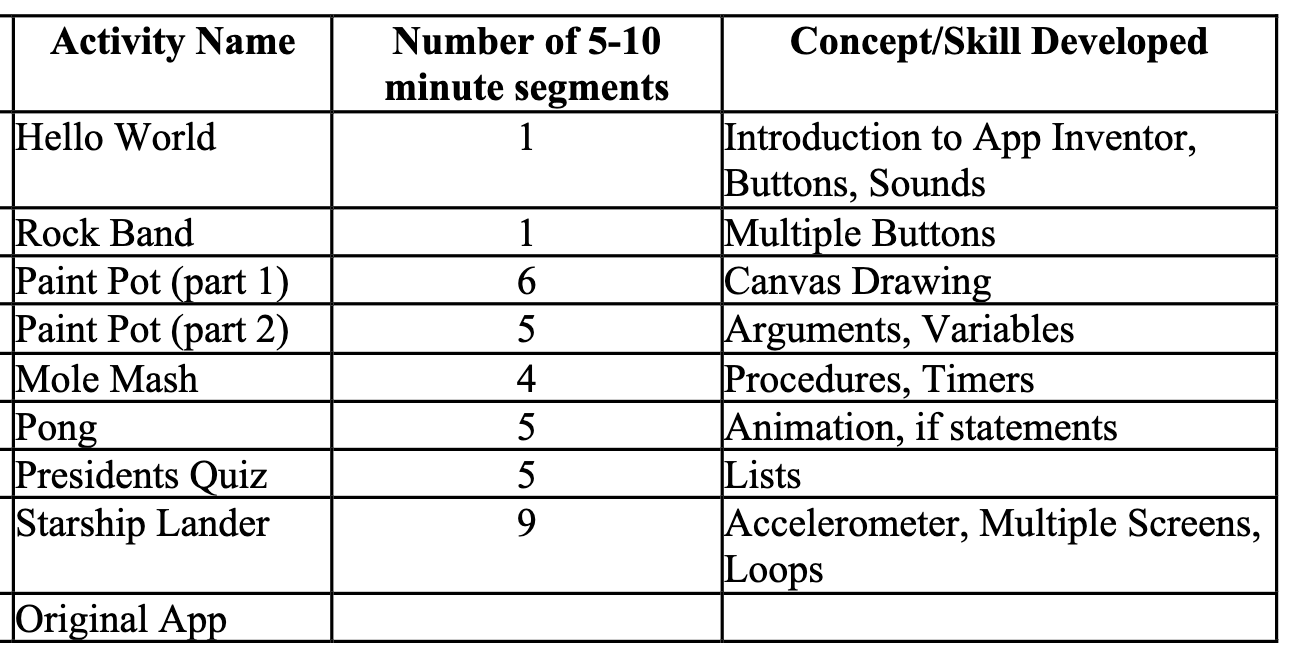 Activity Name Number of 5-10 Concept/Skill Developed
minute segments
Hello World 1 Introduction to App Inventor,
Buttons, Sounds
Rock Band 1 Multiple Buttons
Paint Pot (part 1) 6 Canvas Drawing
Paint Pot (part 2) 5 Arguments, Variables
Mole Mash 4 Procedures, Timers
Pong 5 Animation, if statements
Presidents Quiz 5 Lists
Starship Lander 9 Accelerometer, Multiple Screens,
Loops
Original App